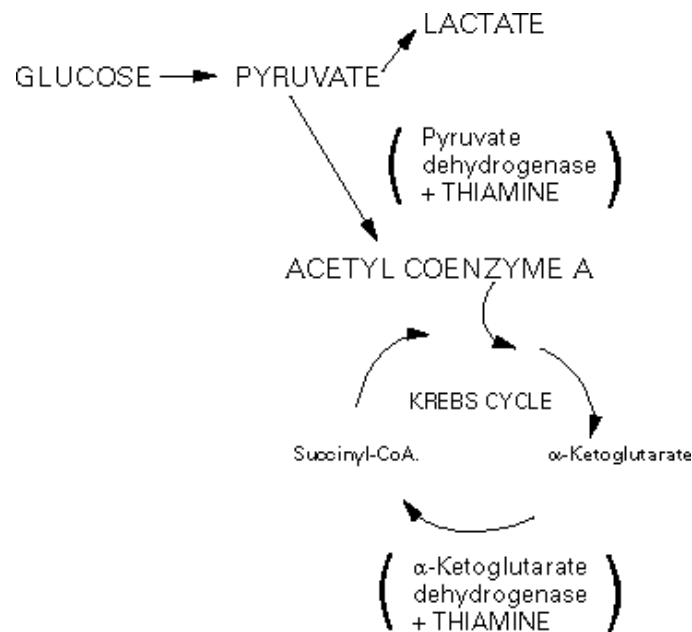 LACTATE
GLUCOSE
PYRUVATE
Pyruvate
dehydrogenase
+ THIAMINE
ACETYL COENZYME A
KREBS CYCLE
Succinyl-CoA.
α-Ketoglutarate
α-Ketoglutarate
dehydrogenase
+ THIAMINE